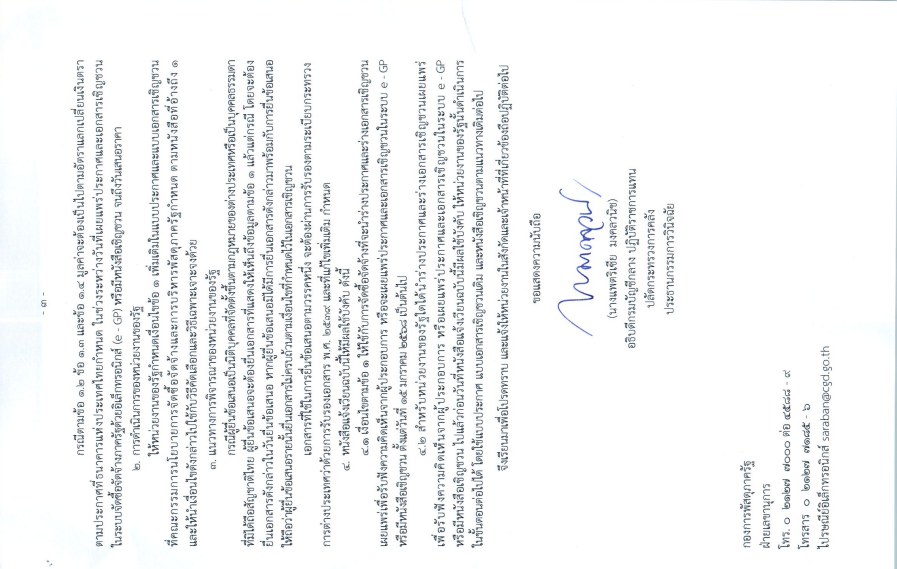 - ๓ -
กรณีตามข้อ ๑.๒ ข้อ ๑.๓ และข้อ ๑.๔ มูลค่าจะต้องเป็นไปตามอัตราแลกเปลี่ยนเงินตรา
ตามประกาศที่ธนาคารแห่งประเทศไทยกำหนด ในช่วงระหว่างวันที่เผยแพร่ประกาศและเอกสารเชิญชวน
ในระบบจัดซื้อจัดจ้างภาครัฐด้วยอิเล็กทรอนิกส์ (e - GP) หรือมีหนังสือเชิญชวน จนถึงวันเสนอราคา
๒. การดำเนินการของหน่วยงานของรัฐ
ให้หน่วยงานของรัฐกำหนดเงื่อนไขข้อ ๑ เพิ่มเติมในแบบประกาศและแบบเอกสารเชิญชวน
ที่คณะกรรมการนโยบายการจัดซื้อจัดจ้างและการบริหารพัสดุภาครัฐกำหนด ตามหนังสือที่อ้างถึง ๑
และให้นำเงื่อนไขดังกล่าวไปใช้กับวิธีคัดเลือกและวิธีเฉพาะเจาะจงด้วย
๓. แนวทางการพิจารณาของหน่วยงานของรัฐ
กรณีผู้ยื่นข้อเสนอเป็นนิติบุคคลที่จัดตั้งขึ้นตามกฎหมายของต่างประเทศหรือเป็นบุคคลธรรมดา
ที่มิได้ถือสัญชาติไทย ผู้ยื่นข้อเสนอจะต้องยื่นเอกสารที่แสดงให้เห็นถึงข้อมูลตามข้อ ๑ แล้วแต่กรณี โดยจะต้อง
ยื่นเอกสารดังกล่าวในวันยื่นข้อเสนอ หากผู้ยื่นข้อเสนอมิได้มีการยื่นเอกสารดังกล่าวมาพร้อมกับการยื่นข้อเสนอ
ให้ถือว่าผู้ยื่นข้อเสนอรายนั้นยื่นเอกสารไม่ครบถ้วนตามเงื่อนไขที่กำหนดไว้ในเอกสารเชิญชวน
เอกสารที่ใช้ในการยื่นข้อเสนอตามวรรคหนึ่ง จะต้องผ่านการรับรองตามระเบียบกระทรวง
การต่างประเทศว่าด้วยการรับรองเอกสาร พ.ศ. ๒๕๓๙ และที่แก้ไขเพิ่มเติม กำหนด
๔. หนังสือแจ้งเวียนฉบับนี้ให้มีผลใช้บังคับ ดังนี้
๔.๑ เงื่อนไขตามข้อ ๑ ให้ใช้กับการจัดซื้อจัดจ้างที่จะนำร่างประกาศและร่างเอกสารเชิญชวน
เผยแพร่เพื่อรับฟังความคิดเห็นจากผู้ประกอบการ หรือจะเผยแพร่ประกาศและเอกสารเชิญชวนในระบบ e - GP
หรือมีหนังสือเชิญชวน ตั้งแต่วันที่ ๑๕ มกราคม ๒๕๖๘ เป็นต้นไป
๔.๒ สำหรับหน่วยงานของรัฐได้ได้นำร่างประกาศและร่างเอกสารเชิญชวนเผยแพร่
เพื่อรับฟังความคิดเห็นจากผู้ประกอบการ หรือเผยแพร่ประกาศและเอกสารเชิญชวนในระบบ e - GP
หรือมีหนังสือเชิญชวน ไปแล้วก่อนวันที่หนังสือแจ้งเวียนฉบับนี้มีผลใช้บังคับ ให้หน่วยงานของรัฐนั้นดำเนินการ
ในขั้นตอนต่อไปได้ โดยใช้แบบประกาศ แบบเอกสารเชิญชวนเดิม และหนังสือเชิญชวนตามแนวทางเดิมต่อไป
จึงเรียนมาเพื่อโปรดทราบ และแจ้งให้หน่วยงานในสังกัดและเจ้าหน้าที่ที่เกี่ยวข้องถือปฏิบัติต่อไป
ขอแสดงความนับถือ
(นางแพตริเซีย มงคลวนิช)
อธิบดีกรมบัญชีกลาง ปฏิบัติราชการแทน
ปลัดกระทรวงการคลัง
ประธานกรรมการวินิจฉัย
กองการพัสดุภาครัฐ
ฝ่ายเลขานุการ
โทร. ๐ ๒๑๒๗ ๗๐๐๐ ต่อ ๔๕๘๘ - ๙
โทรสาร ๐ ๒๑๒๗ ๗๑๘๕ - ๖
ไปรษณีย์อิเล็กทรอนิกส์ saraban@cgd.go.th